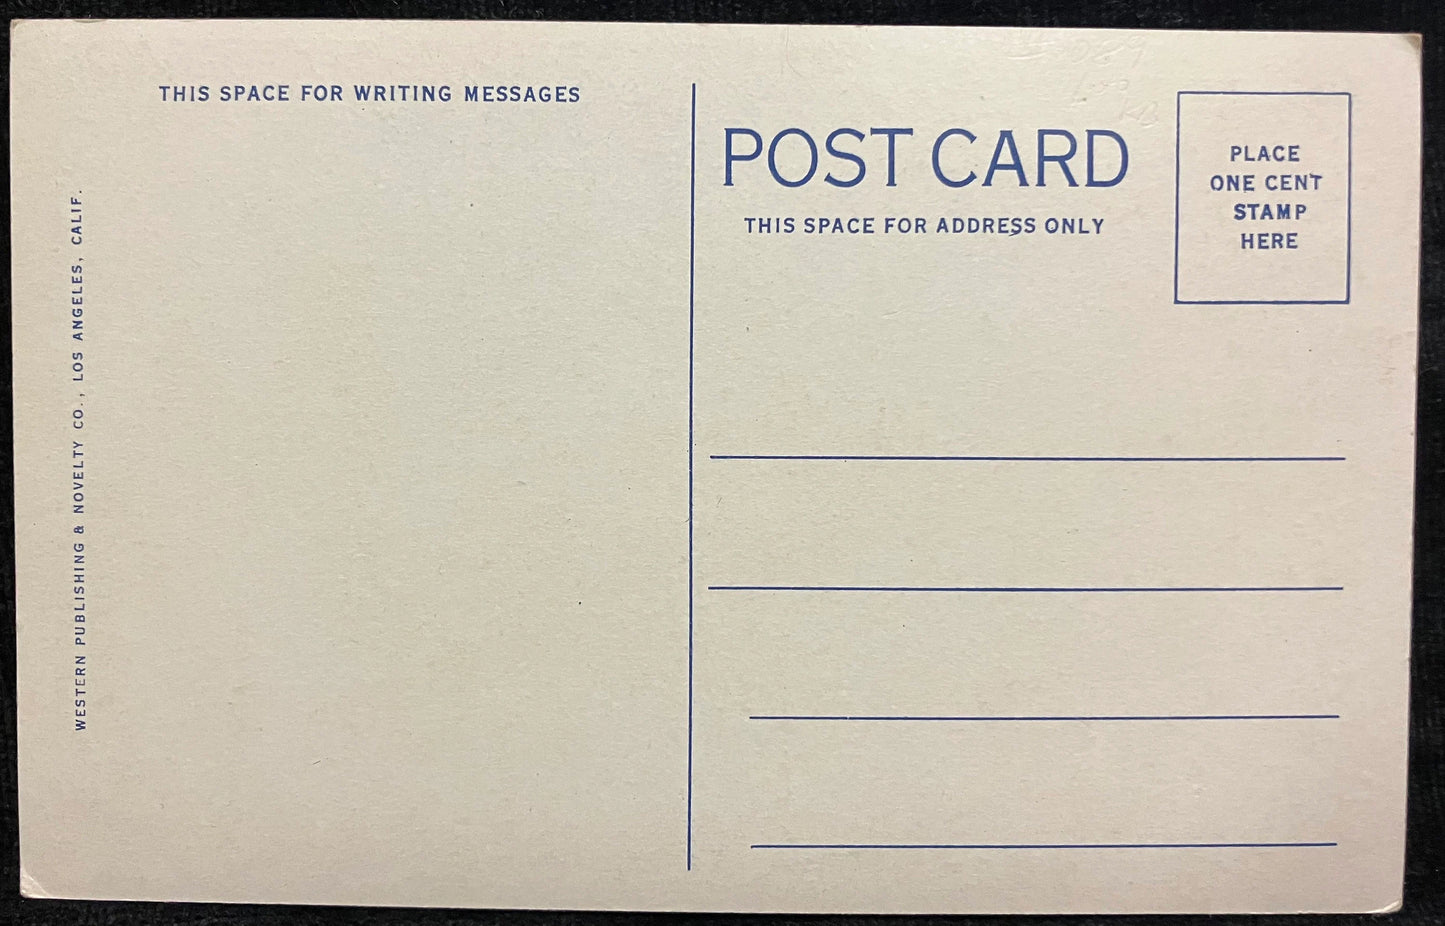 THIS SPACE FOR WRITING MESSAGES
WESTERN PUBLISHING & NOVELTY CO., LOS ANGELES, CALIF.
POST CARD
THIS SPACE FOR ADDRESS ONLY
PLACE
ONE CENT
STAMP
HERE